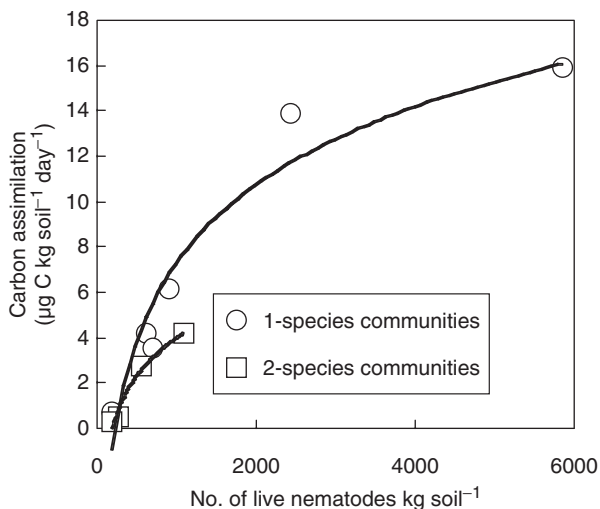 18
16
14
12
10
8
6
4
2
0
Carbon assimilation
(µg C kg soil⁻¹ day⁻¹)
1-species communities
2-species communities
0 2000 4000 6000
No. of live nematodes kg soil⁻¹